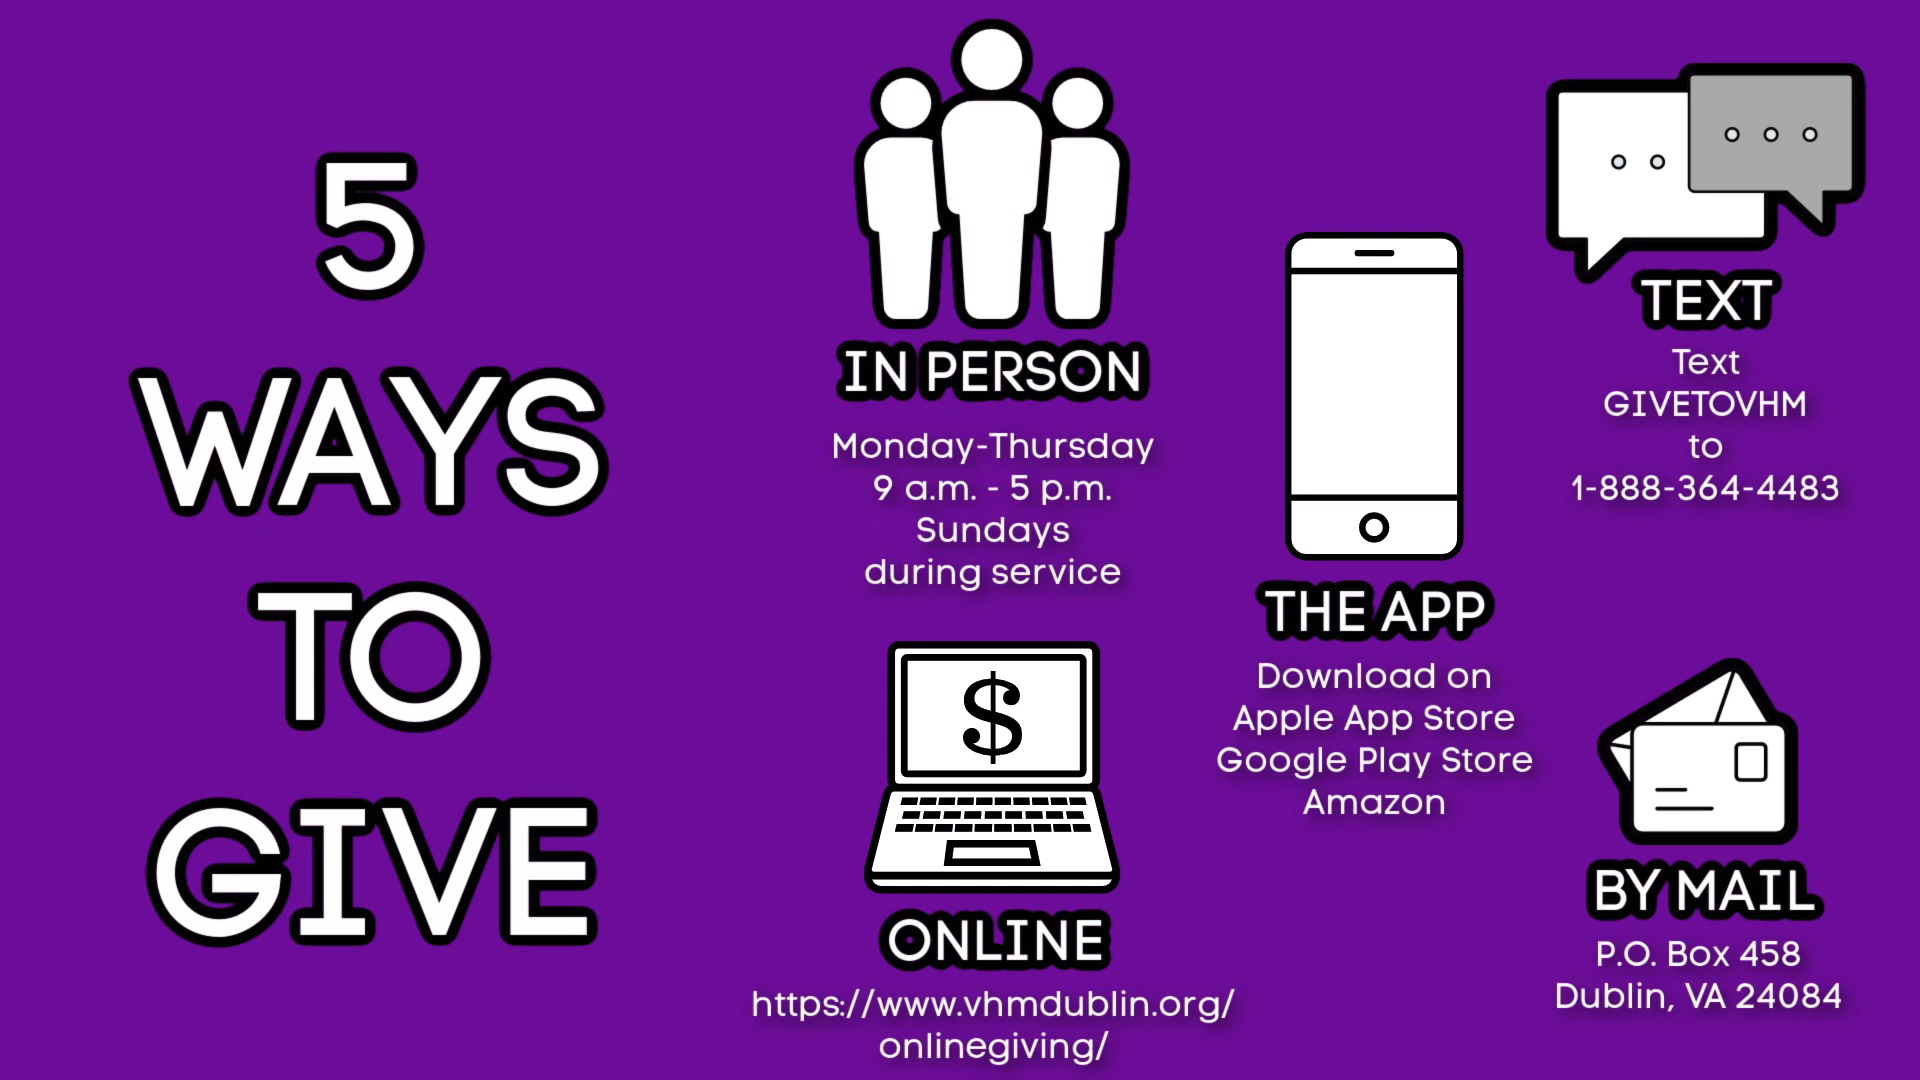 5
WAYS
TO
GIVE
IN PERSON
Monday-Thursday
9 a.m. - 5 p.m.
Sundays
during service
ONLINE
https://www.vhmdublin.org/
onlinegiving/
$
THE APP
Download on
Apple App Store
Google Play Store
Amazon
TEXT
Text
GIVETOVHM
to
1-888-364-4483
BY MAIL
P.O. Box 458
Dublin, VA 24084